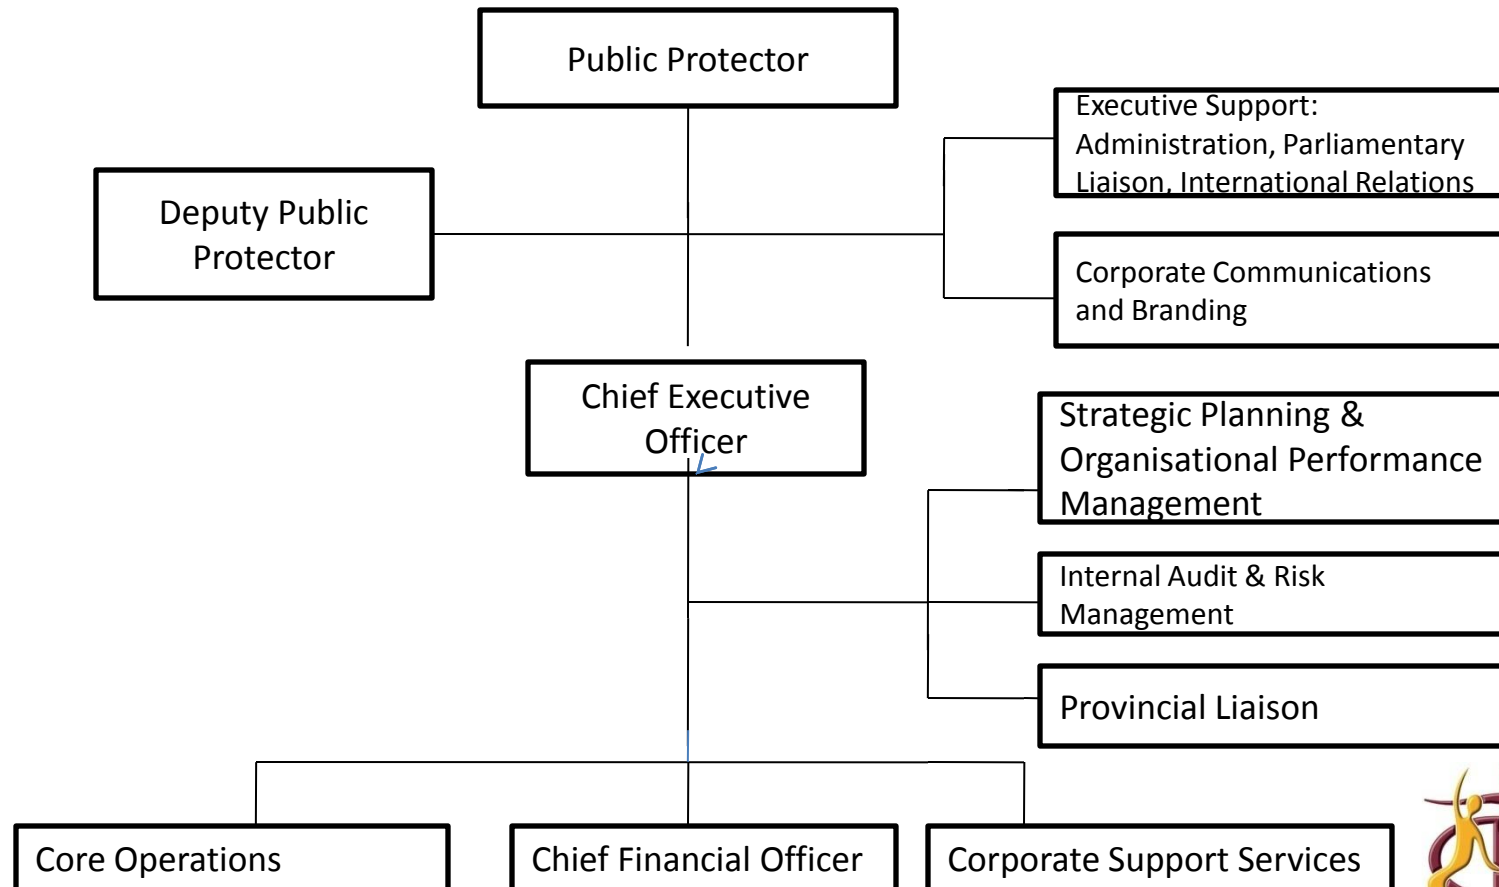 Public Protector
Executive Support:
Administration, Parliamentary
Liaison, International Relations
Deputy Public
Protector
Corporate Communications
and Branding
Chief Executive
Officer
Strategic Planning &
Organisational Performance
Management
Internal Audit & Risk
Management
Provincial Liaison
Core Operations
Chief Financial Officer
Corporate Support Services